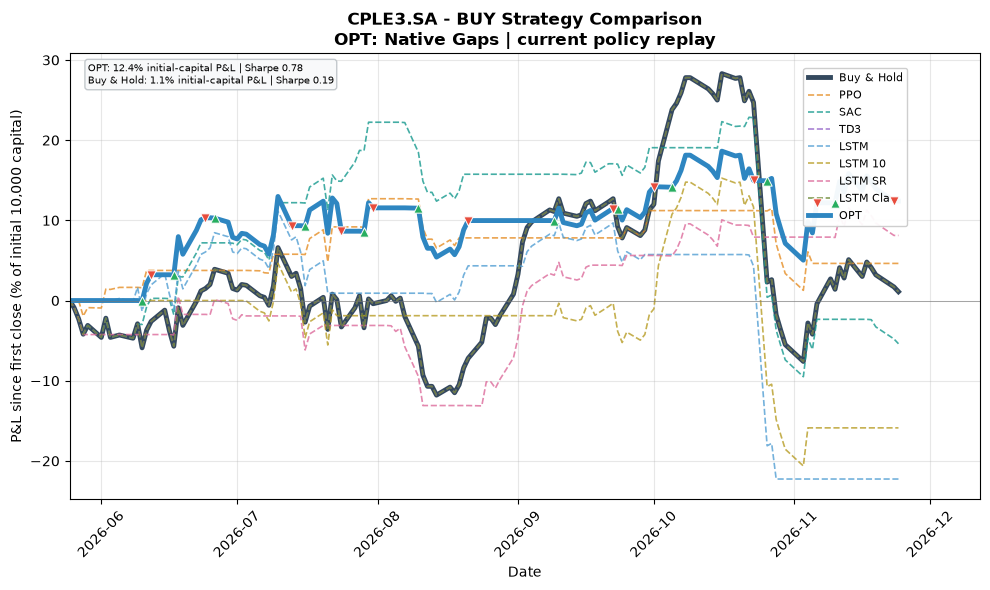 CPLE3.SA - BUY Strategy Comparison
OPT: Native Gaps | current policy replay
OPT: 12.4% initial-capital P&L | Sharpe 0.78
Buy & Hold: 1.1% initial-capital P&L | Sharpe 0.19
Buy & Hold
PPO
SAC
TD3
LSTM
LSTM 10
LSTM SR
LSTM Cla
OPT
P&L since first close (% of initial 10,000 capital)
30
20
10
0
−10
−20
2026-06
2026-07
2026-08
2026-09
2026-10
2026-11
2026-12
Date